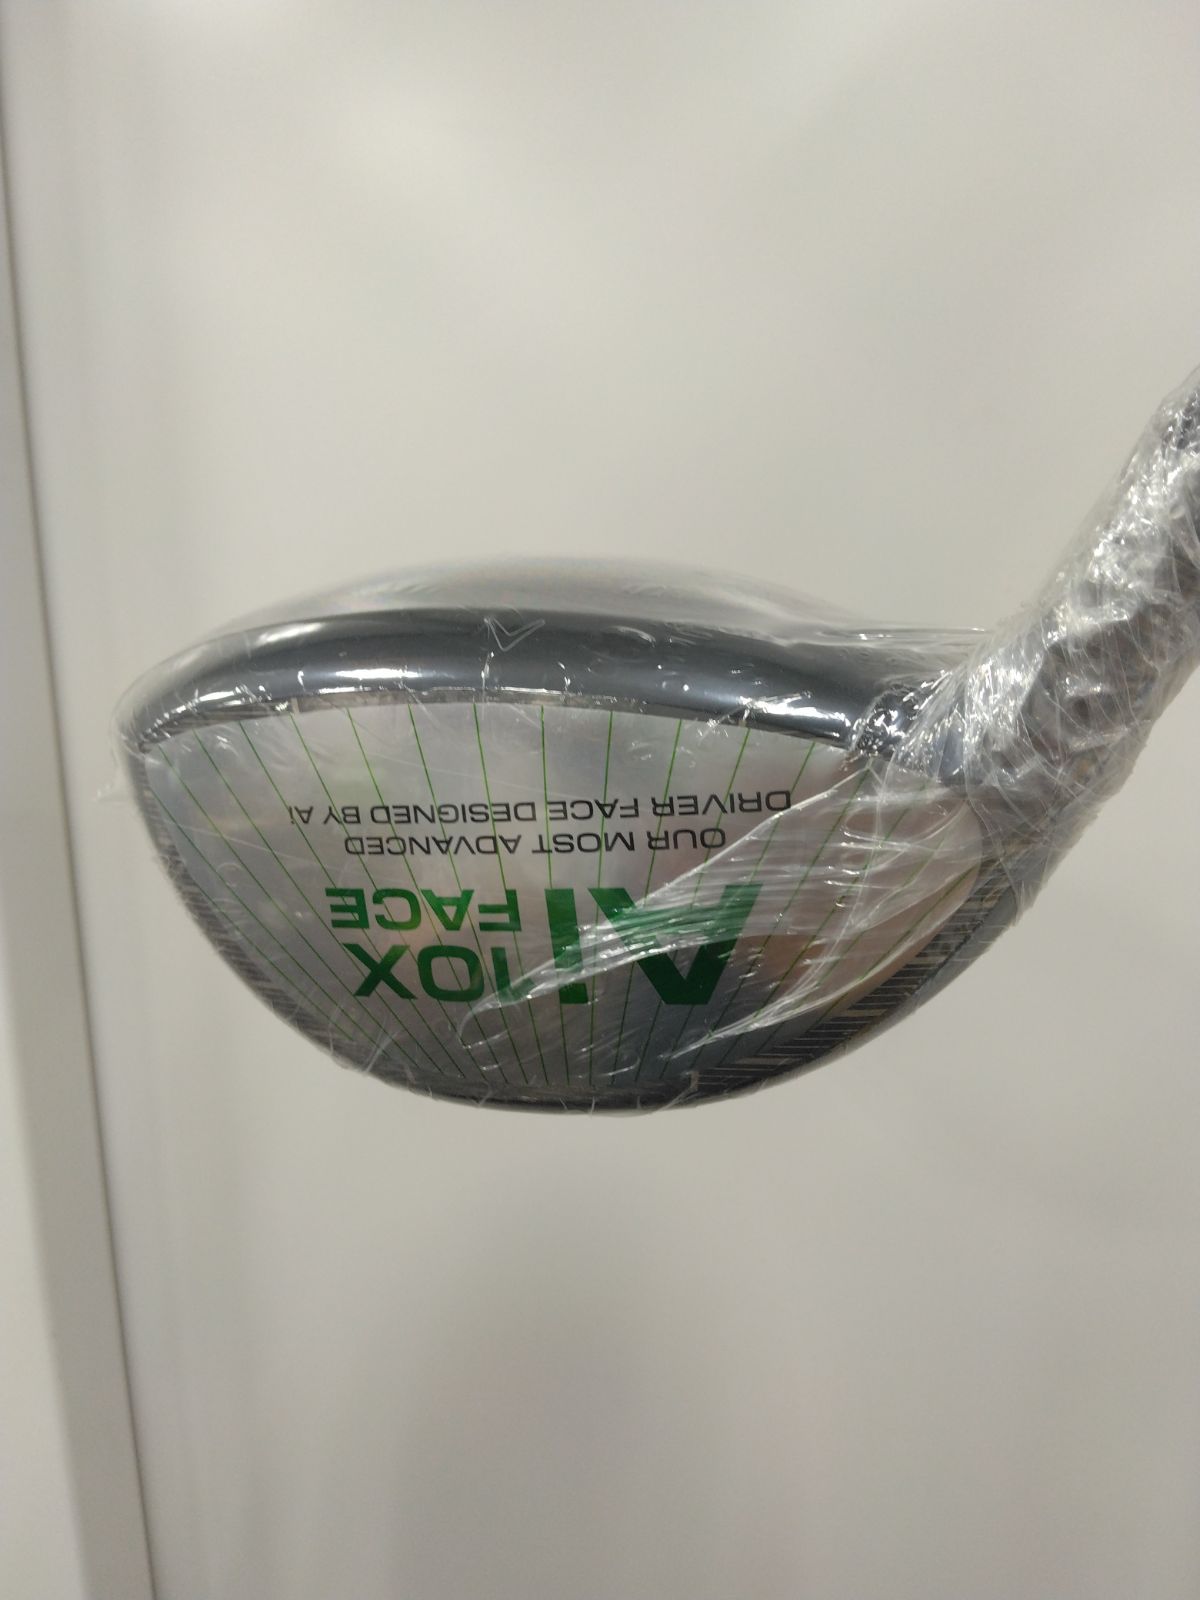 Ai 10X
FACE
OUR MOST ADVANCED
DRIVER FACE DESIGNED BY Ai